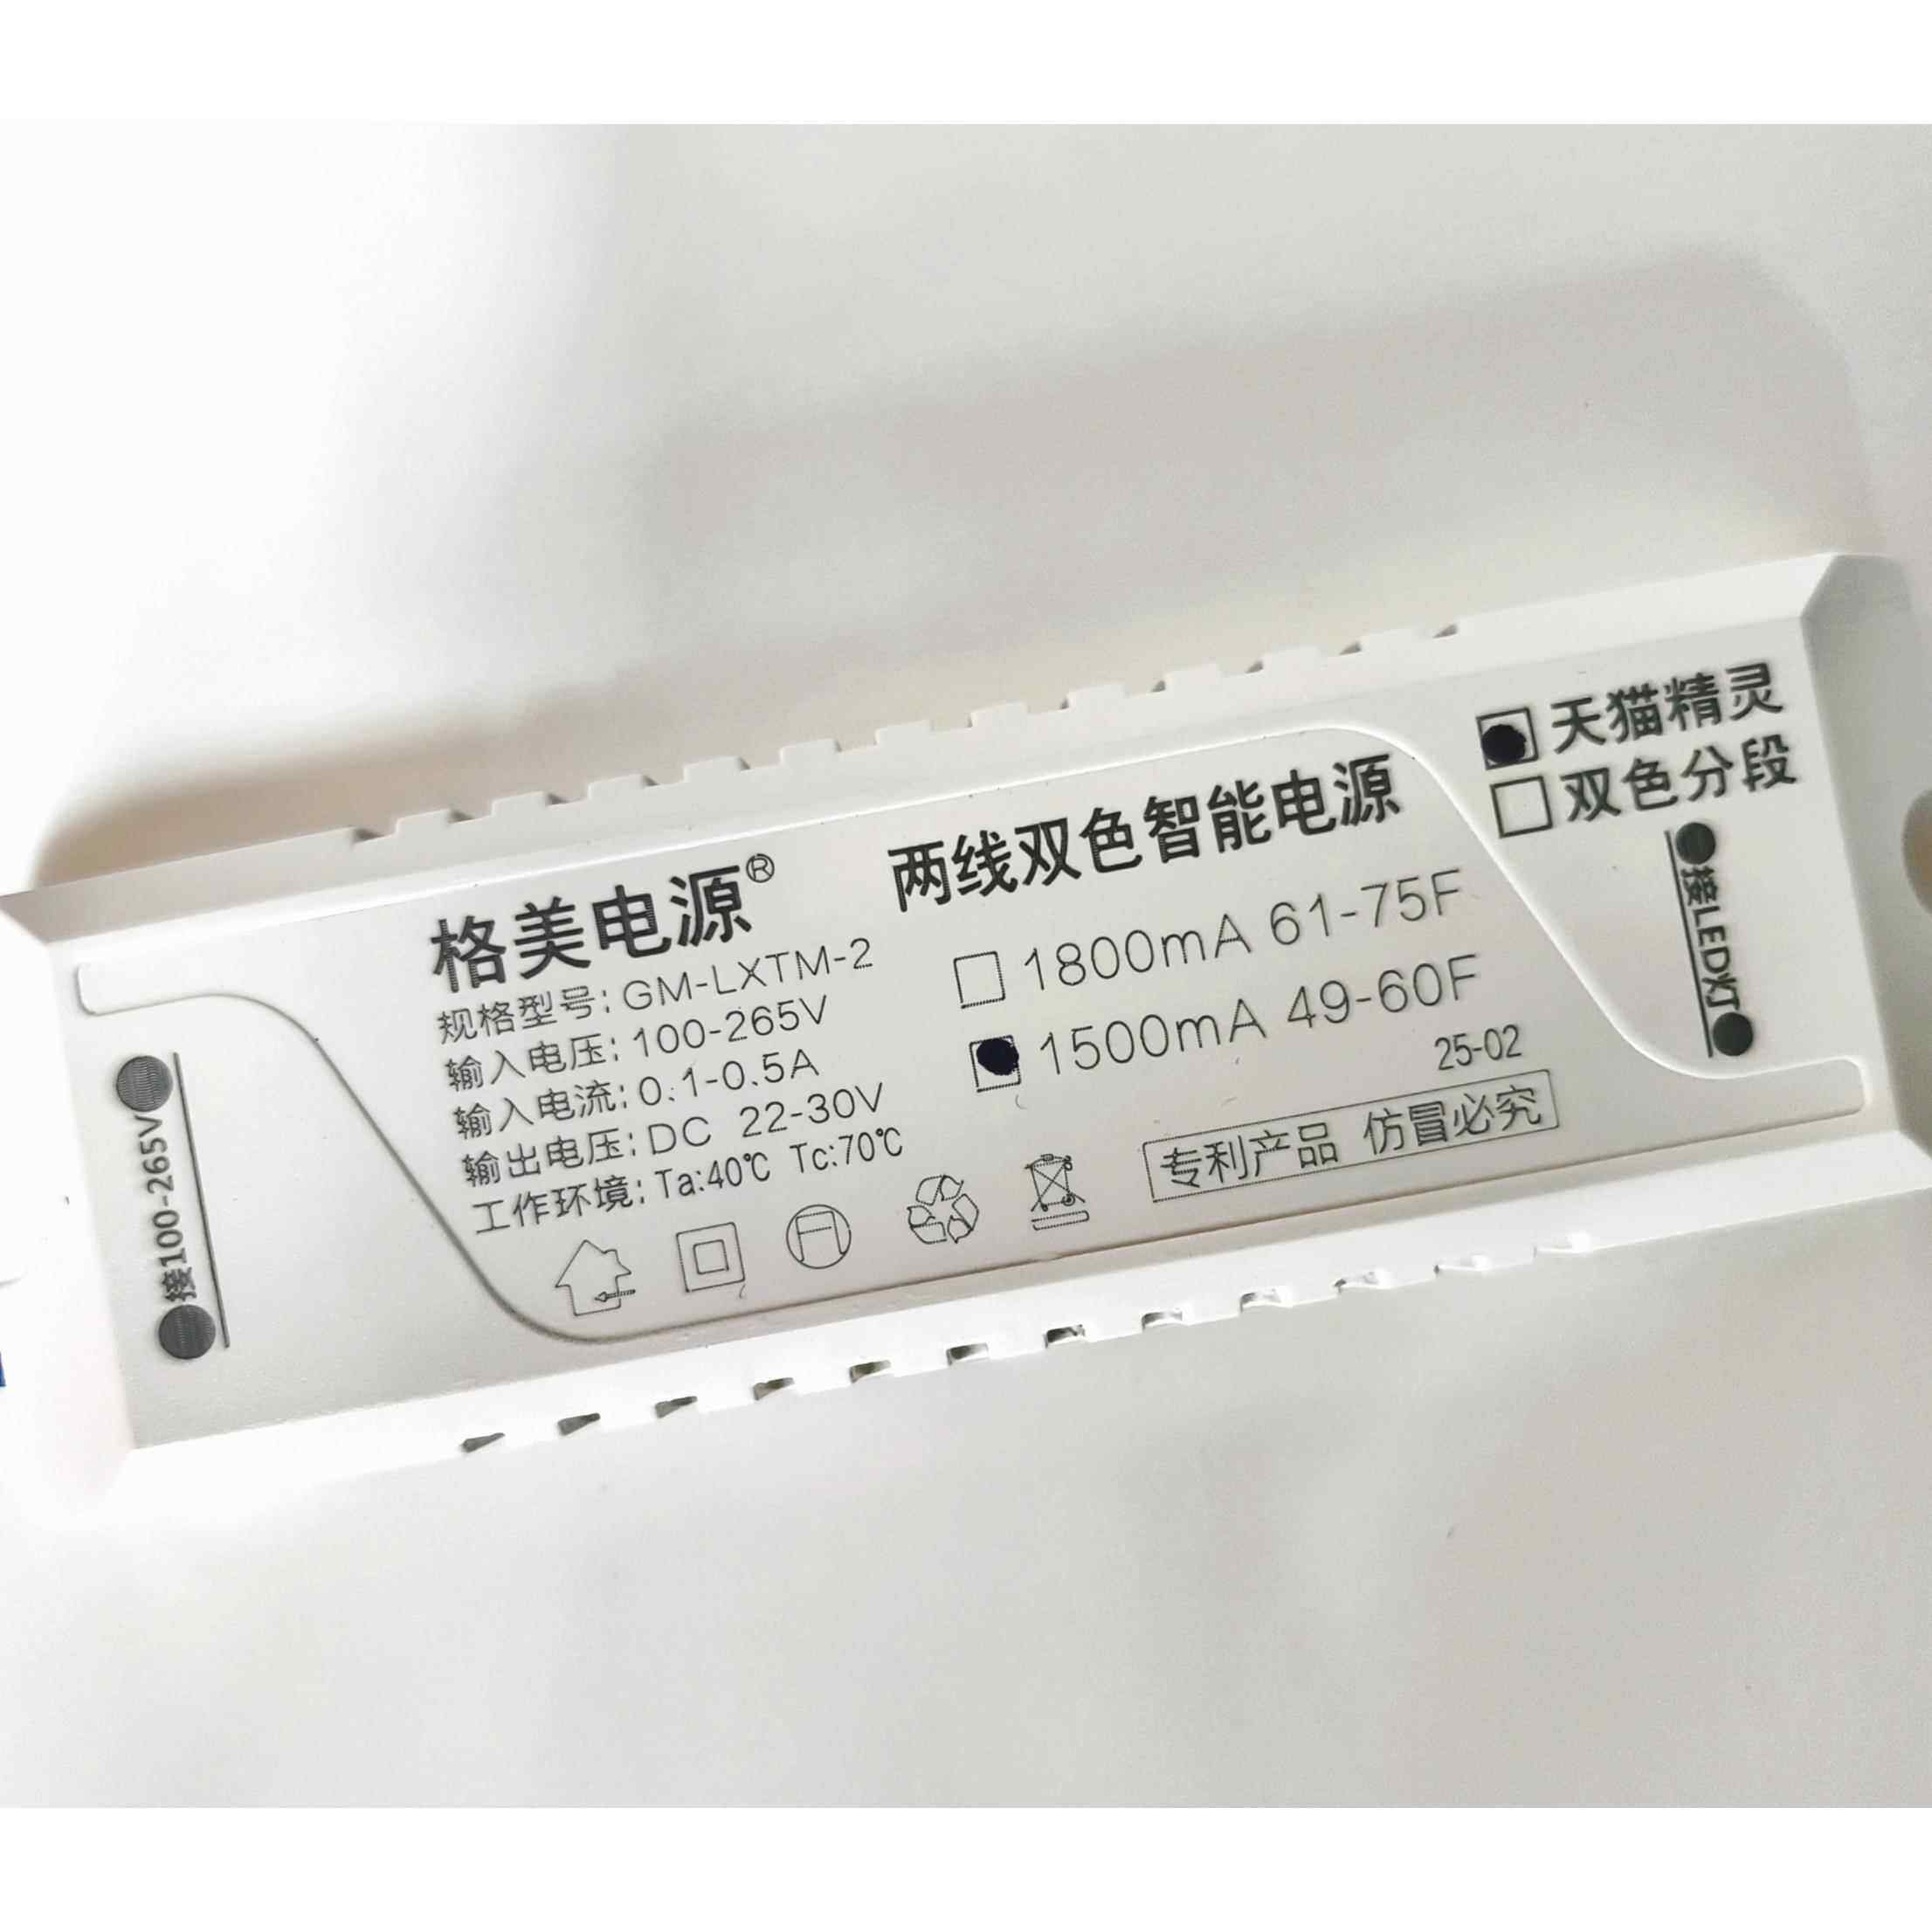 格美电源®
规格型号: GM-LXTM-2
输入电压: 100-265V
输入电流: 0.1-0.5A
输出电压: DC 22-30V
工作环境: Ta:40℃ Tc:70℃
两线双色智能电源
1800mA 61-75F
1500mA 49-60F
25-02
专利产品 仿冒必究
天猫精灵
双色分段
接LED灯
接100-265V